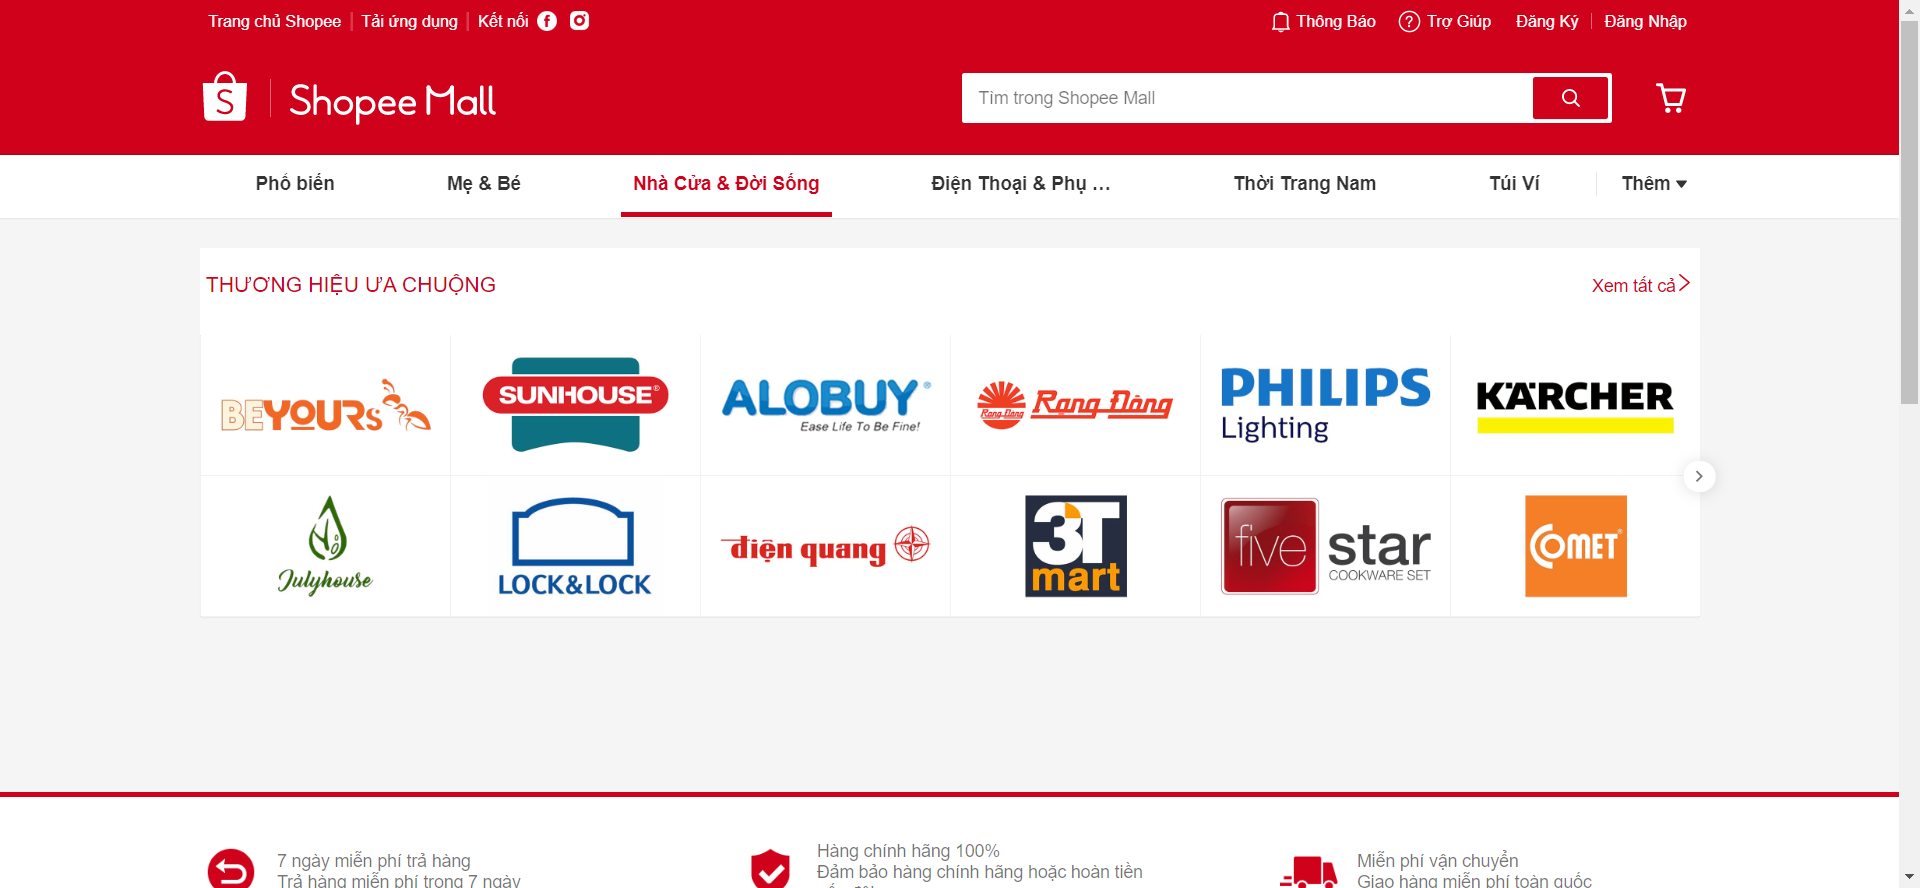 Trang chủ Shopee Tải ứng dụng Kết nối Thông Báo Trợ Giúp Đăng Ký Đăng Nhập
Shopee Mall Tìm trong Shopee Mall
Phổ biến Mẹ & Bé Nhà Cửa & Đời Sống Điện Thoại & Phụ ... Thời Trang Nam Túi Ví Thêm
THƯƠNG HIỆU ƯA CHUỘNG Xem tất cả
BEYOURs
SUNHOUSE®
ALOBUY®
Ease Life To Be Fine!
Rạng Đông
Rạng Đông
PHILIPS
Lighting
KÄRCHER
Julyhouse
LOCK&LOCK
điện quang
3T
mart
five star
COOKWARE SET
COMET
7 ngày miễn phí trả hàng
Trả hàng miễn phí trong 7 ngày
Hàng chính hãng 100%
Đảm bảo hàng chính hãng hoặc hoàn tiền
Miễn phí vận chuyển
Giao hàng miễn phí toàn quốc